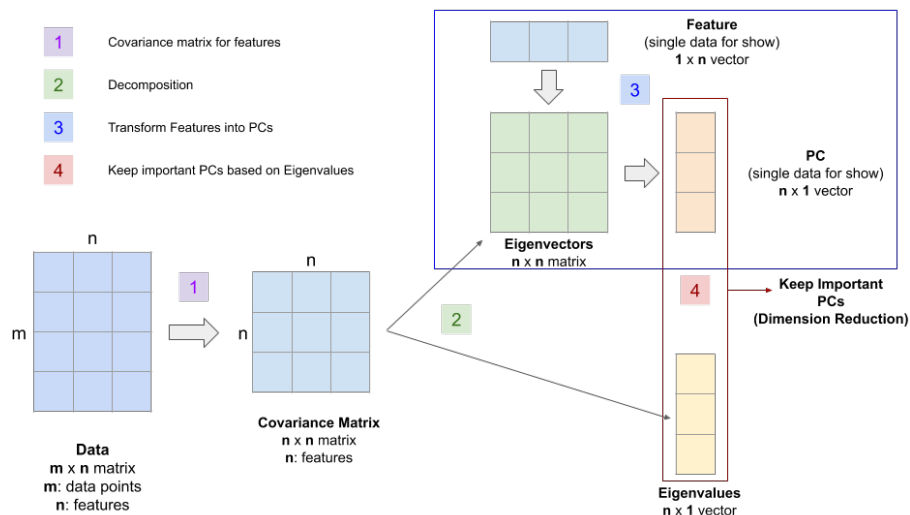 1
Covariance matrix for features
2
Decomposition
3
Transform Features into PCs
4
Keep important PCs based on Eigenvalues
n
m
Data
m x n matrix
m: data points
n: features
1
n
n
Covariance Matrix
n x n matrix
n: features
2
Feature
(single data for show)
1 x n vector
3
Eigenvectors
n x n matrix
PC
(single data for show)
n x 1 vector
4
Keep Important
PCs
(Dimension Reduction)
Eigenvalues
n x 1 vector